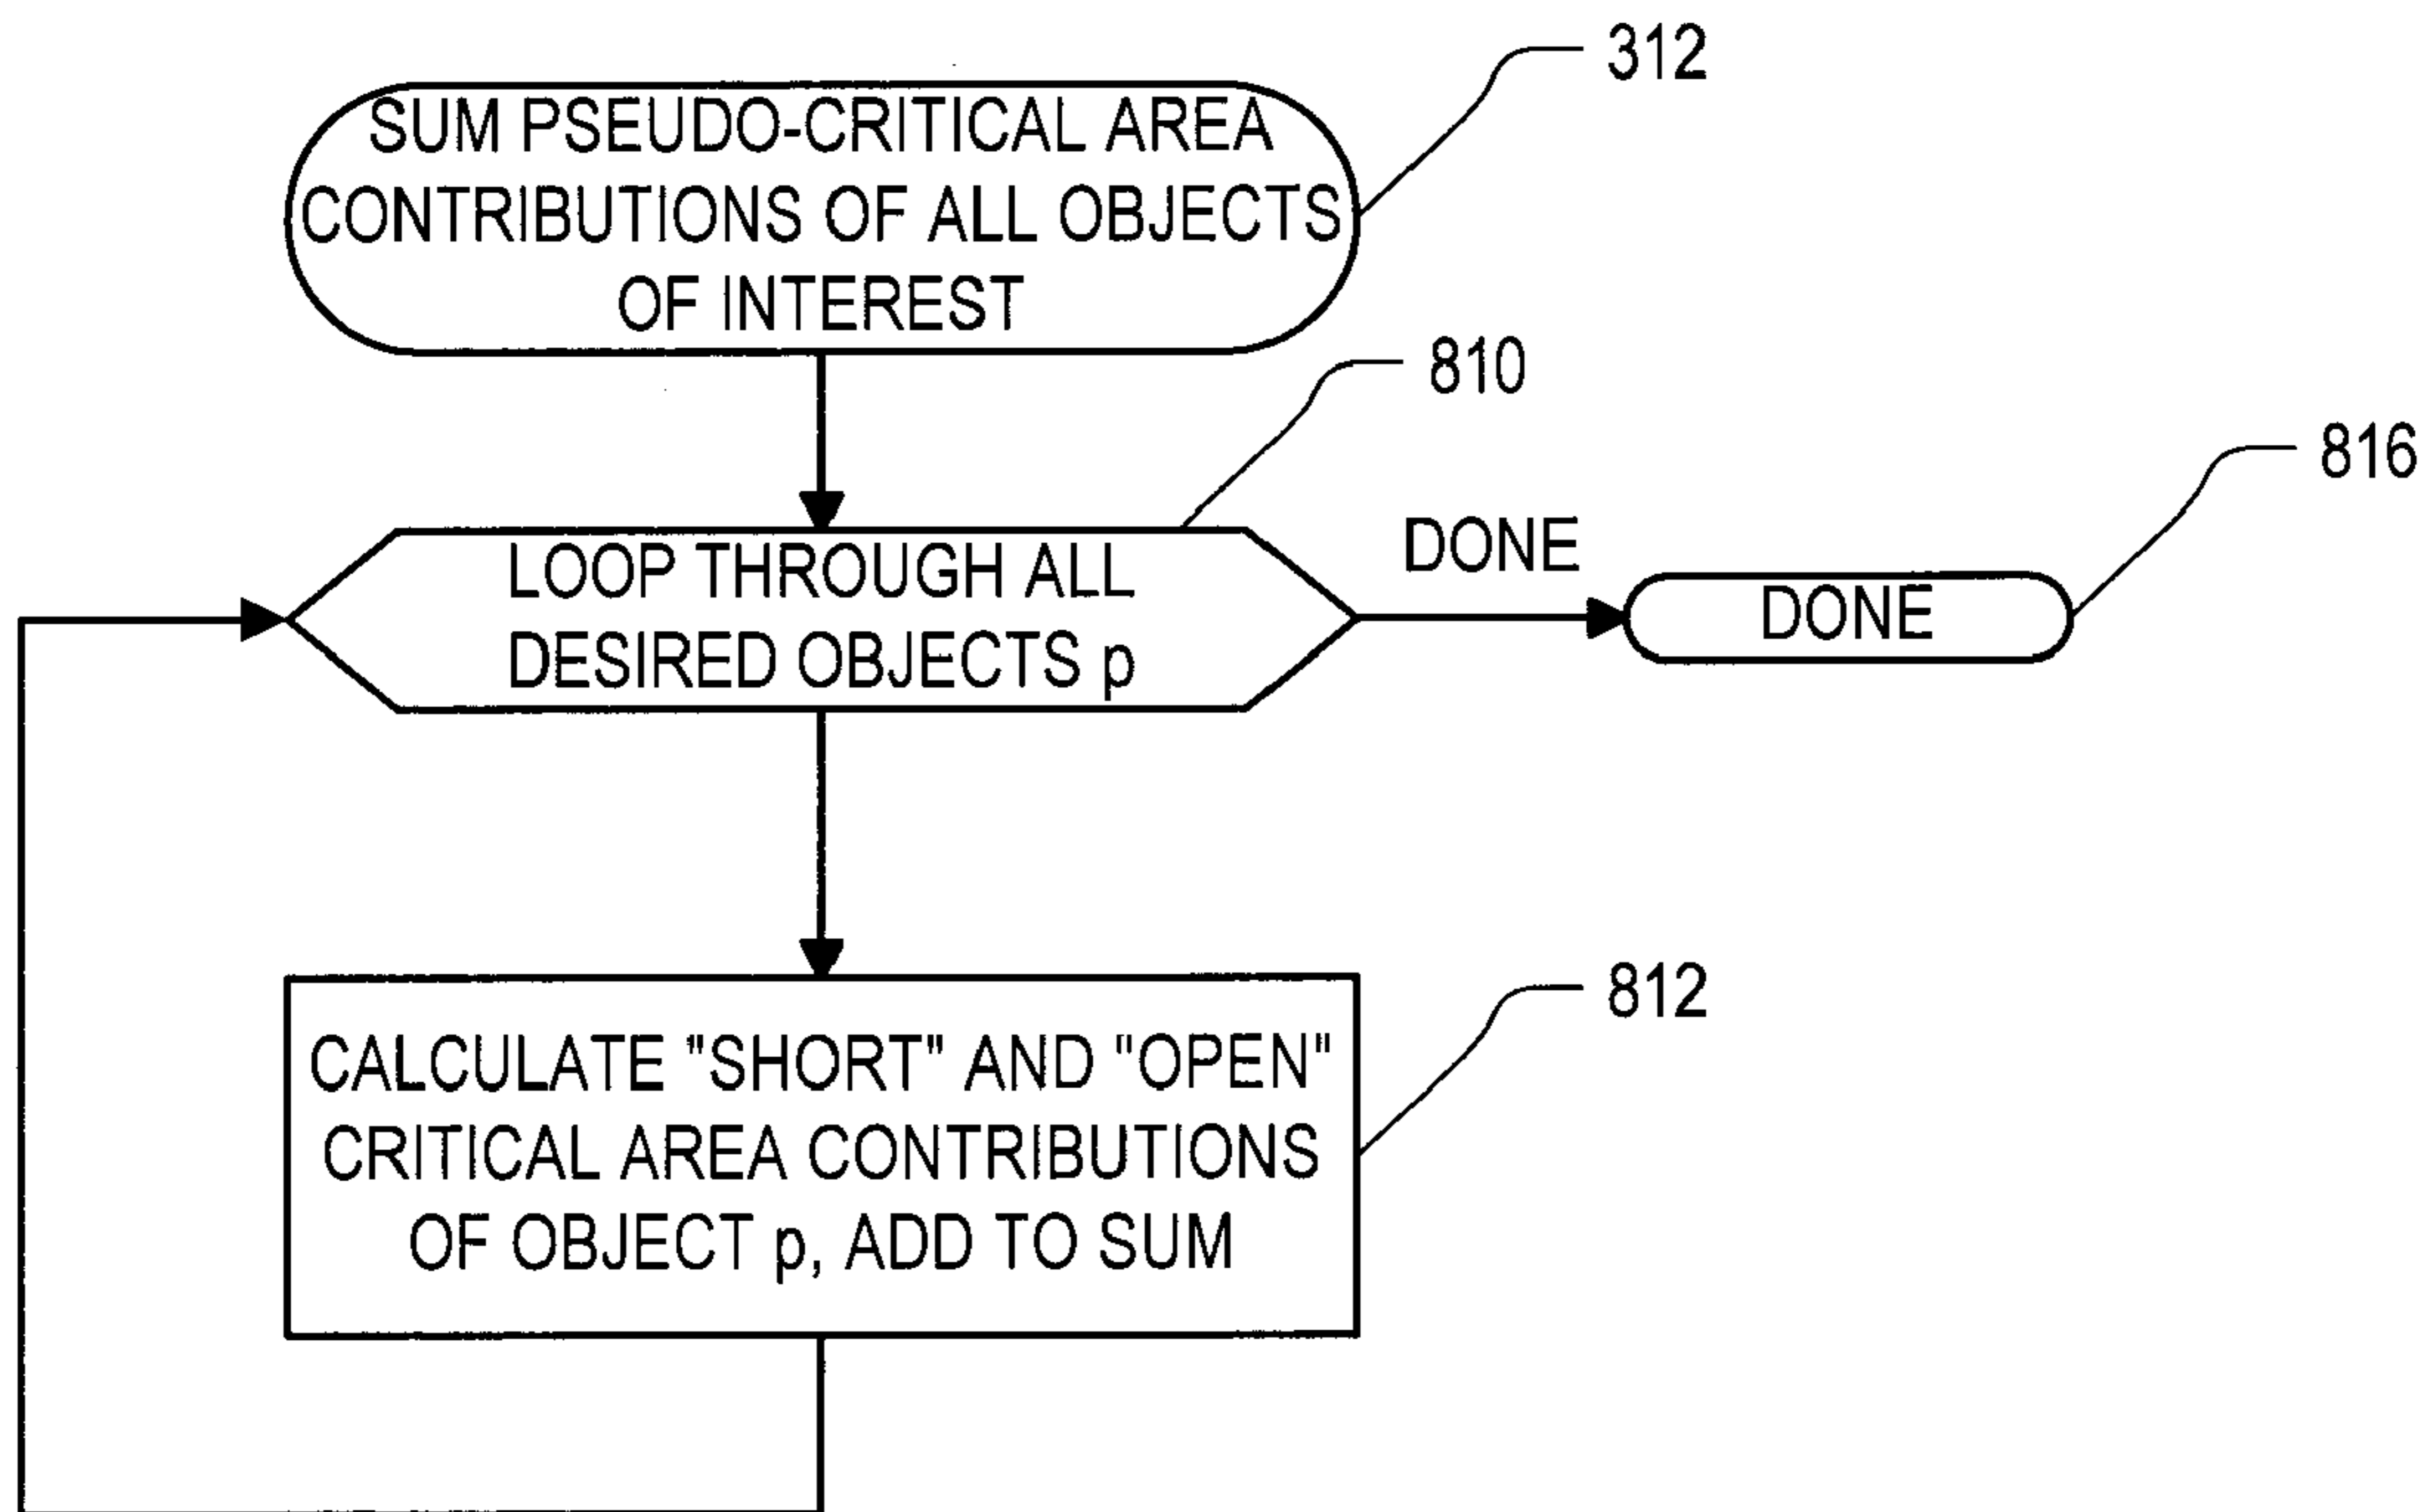 312
SUM PSEUDO-CRITICAL AREA
CONTRIBUTIONS OF ALL OBJECTS
OF INTEREST
810
816
LOOP THROUGH ALL
DESIRED OBJECTS p
DONE
DONE
812
CALCULATE "SHORT" AND "OPEN"
CRITICAL AREA CONTRIBUTIONS
OF OBJECT p, ADD TO SUM